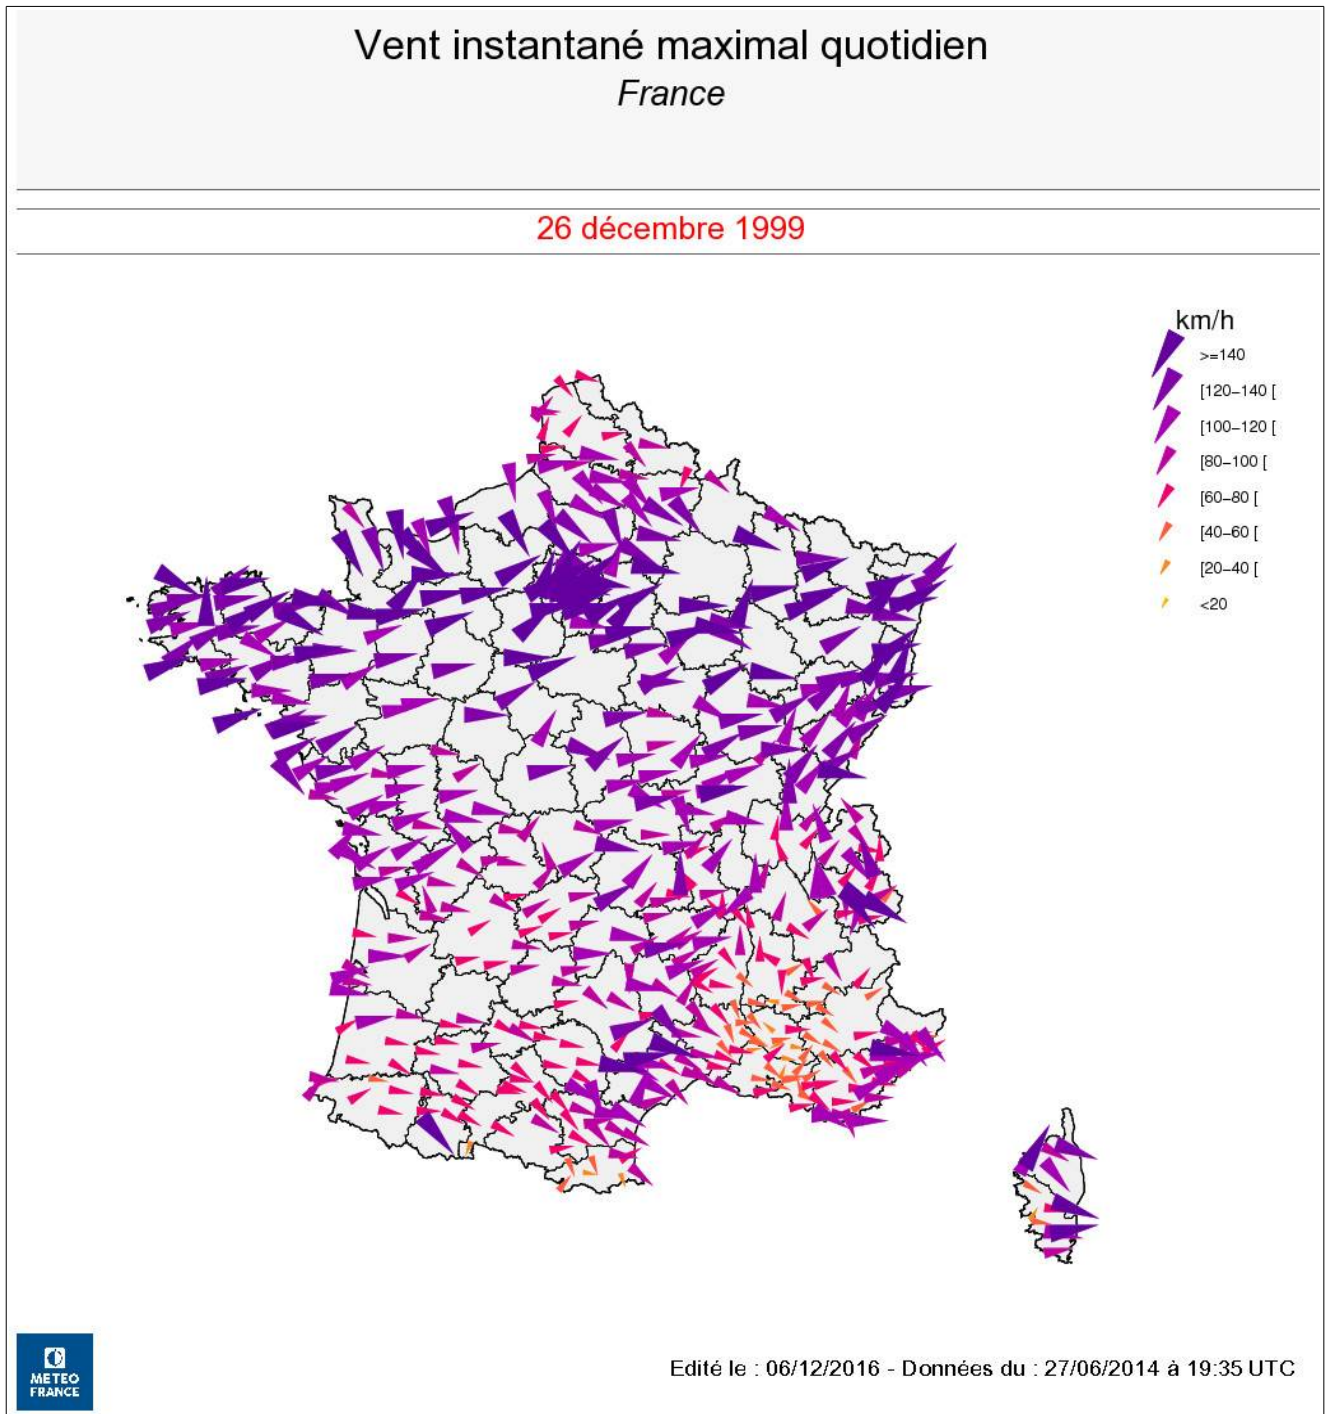 Vent instantané maximal quotidien
France
26 décembre 1999
km/h
>=140
[120-140 [
[100-120 [
[80-100 [
[60-80 [
[40-60 [
[20-40 [
<20
METEO
FRANCE
Edité le : 06/12/2016 - Données du : 27/06/2014 à 19:35 UTC